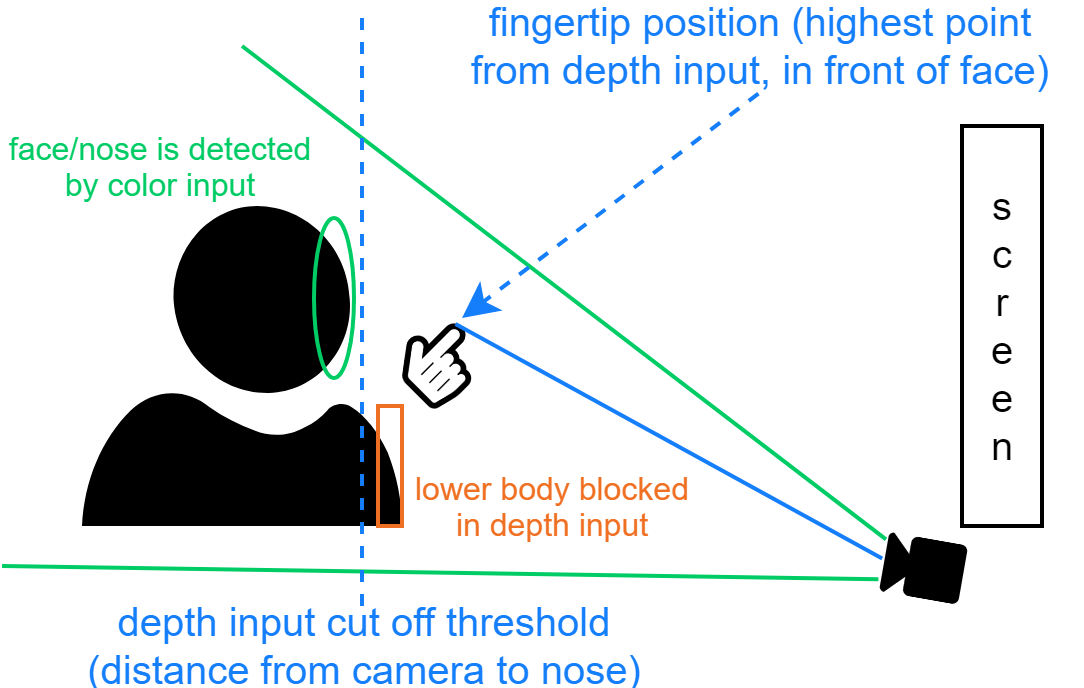 fingertip position (highest point
from depth input, in front of face)
face/nose is detected
by color input
screen
lower body blocked
in depth input
depth input cut off threshold
(distance from camera to nose)